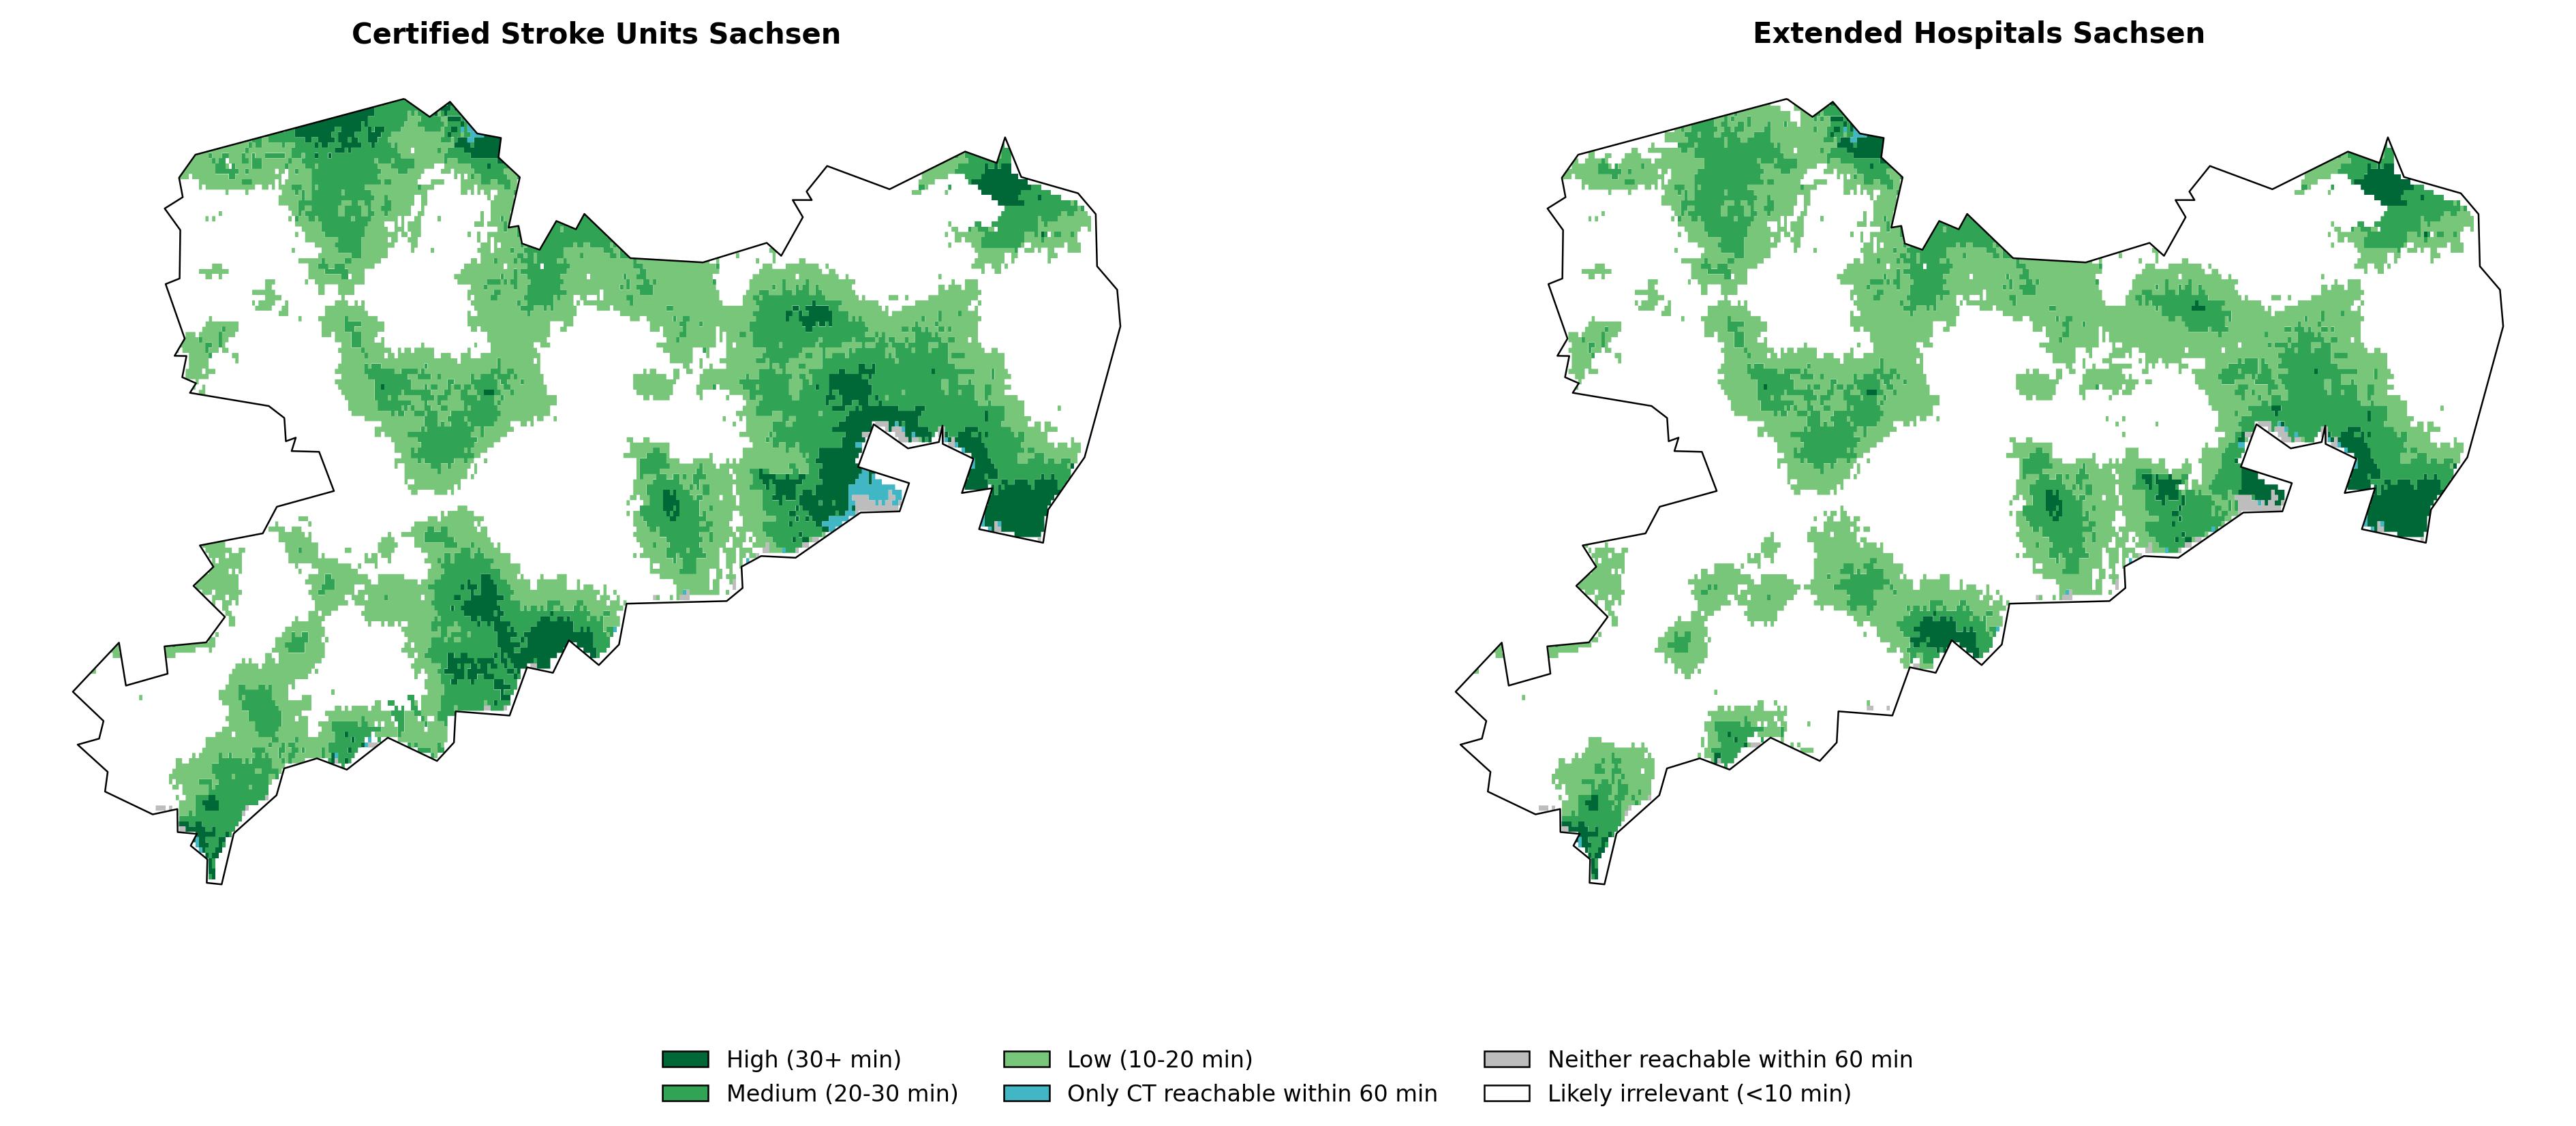 Certified Stroke Units Sachsen
Extended Hospitals Sachsen
High (30+ min)
Medium (20-30 min)
Low (10-20 min)
Only CT reachable within 60 min
Neither reachable within 60 min
Likely irrelevant (<10 min)